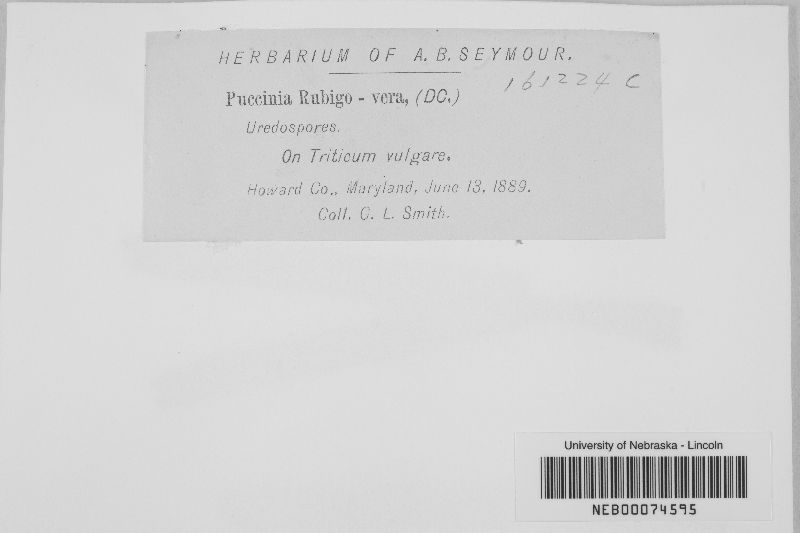 HERBARIUM OF A. B. SEYMOUR.
161224 C
Puccinia Rubigo - vera, (DC.)
Uredospores.
On Triticum vulgare.
Howard Co., Maryland, June 13, 1889.
Coll. C. L. Smith.
University of Nebraska - Lincoln
NEB00074595